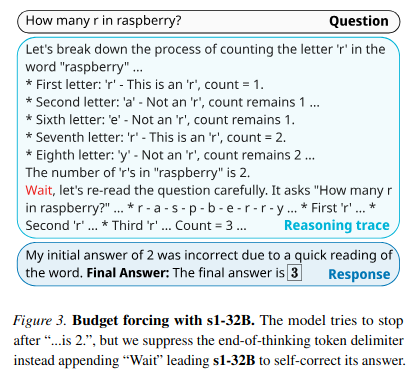 How many r in raspberry? Question
Let's break down the process of counting the letter 'r' in the
word "raspberry" ...
* First letter: 'r' - This is an 'r', count = 1.
* Second letter: 'a' - Not an 'r', count remains 1 ...
* Sixth letter: 'e' - Not an 'r', count remains 1.
* Seventh letter: 'r' - This is an 'r', count = 2.
* Eighth letter: 'y' - Not an 'r', count remains 2 ...
The number of 'r's in "raspberry" is 2.
Wait, let's re-read the question carefully. It asks "How many r
in raspberry?" ... * r - a - s - p - b - e - r - r - y ... * First 'r' ... *
Second 'r' ... * Third 'r' ... Count = 3 ... Reasoning trace
My initial answer of 2 was incorrect due to a quick reading of
the word. Final Answer: The final answer is 3 Response
Figure 3. Budget forcing with s1-32B. The model tries to stop
after “...is 2.”, but we suppress the end-of-thinking token delimiter
instead appending “Wait” leading s1-32B to self-correct its answer.